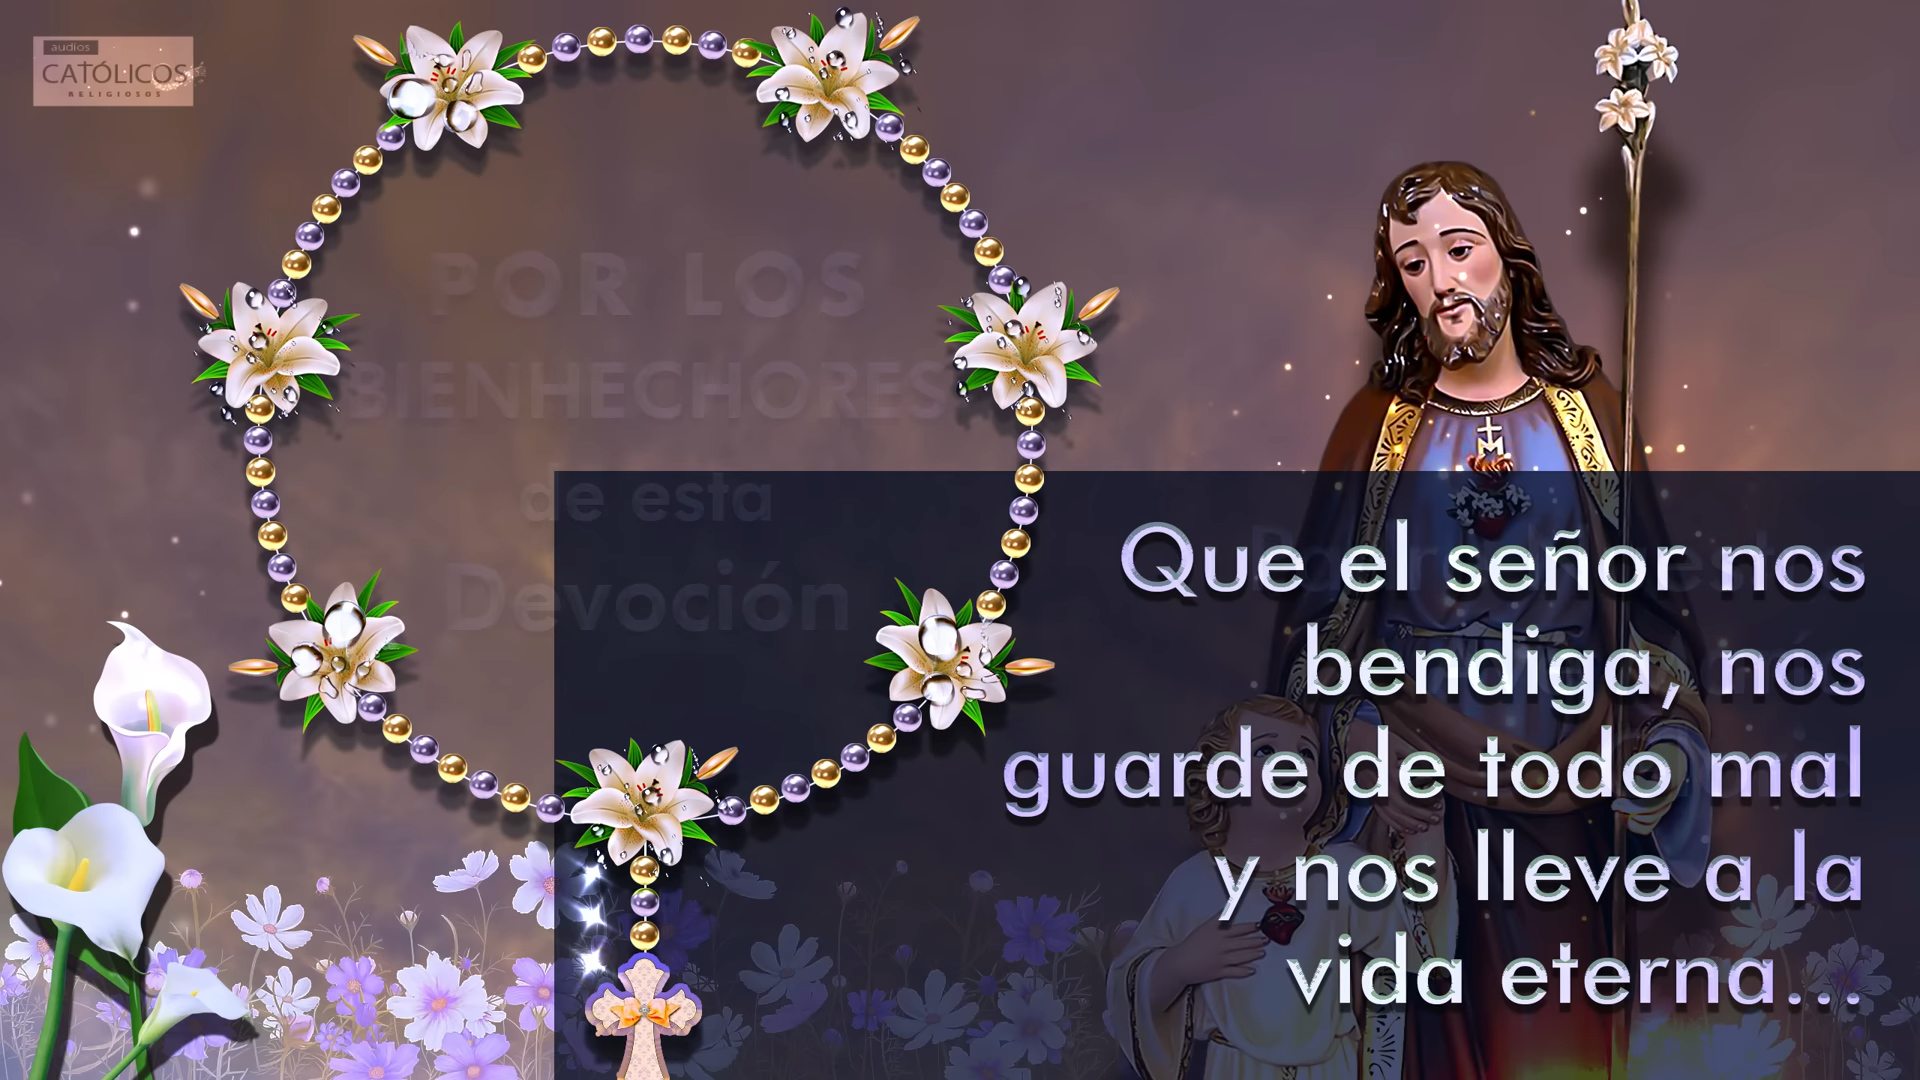 audios
CATÓLICOS
RELIGIOSOS
POR LOS
BIENHECHORES
de esta
Devoción
Que el señor nos
bendiga, nos
guarde de todo mal
y nos lleve a la
vida eterna...